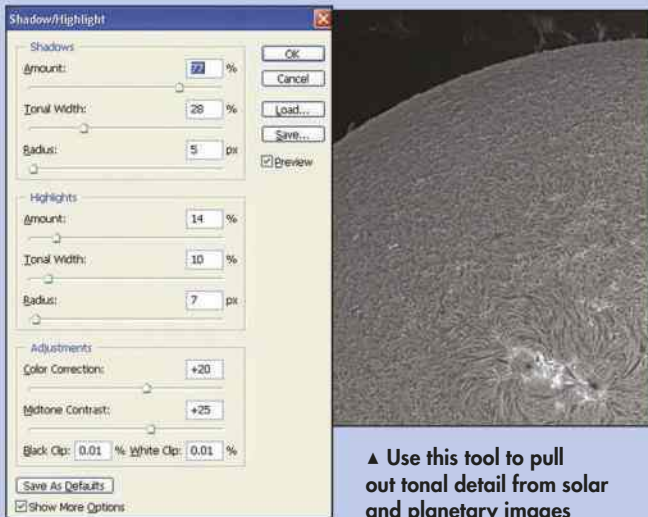 Shadow/Highlight
Shadows
Amount: 77 %
Tonal Width: 28 %
Radius: 5 px
Highlights
Amount: 14 %
Tonal Width: 10 %
Radius: 7 px
Adjustments
Color Correction: +20
Midtone Contrast: +25
Black Clip: 0.01 % White Clip: 0.01 %
Save As Defaults
Show More Options
OK
Cancel
Load...
Save...
Preview
▲ Use this tool to pull
out tonal detail from solar
and planetary images